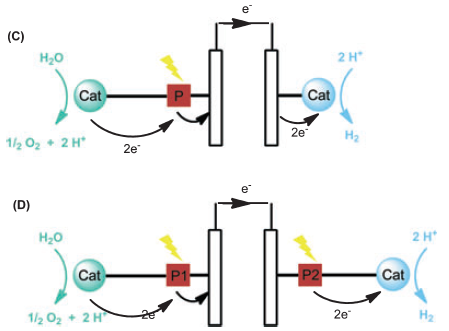 (C)
e⁻
H₂O
2 H⁺
Cat
P
Cat
2e⁻
2e⁻
1/₂ O₂ + 2 H⁺
H₂
(D)
e⁻
H₂O
2 H⁺
Cat
P1
P2
Cat
1/₂ O₂ + 2 H⁺
2e⁻
2e⁻
H₂